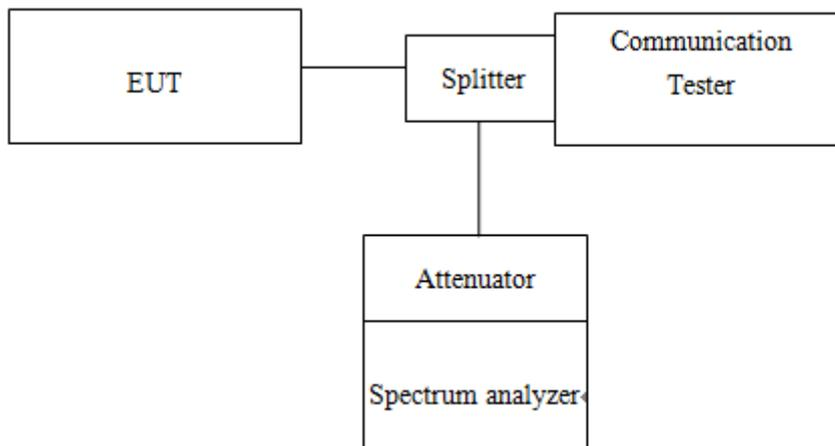 EUT
Splitter
Communication
Tester
Attenuator
Spectrum analyzer